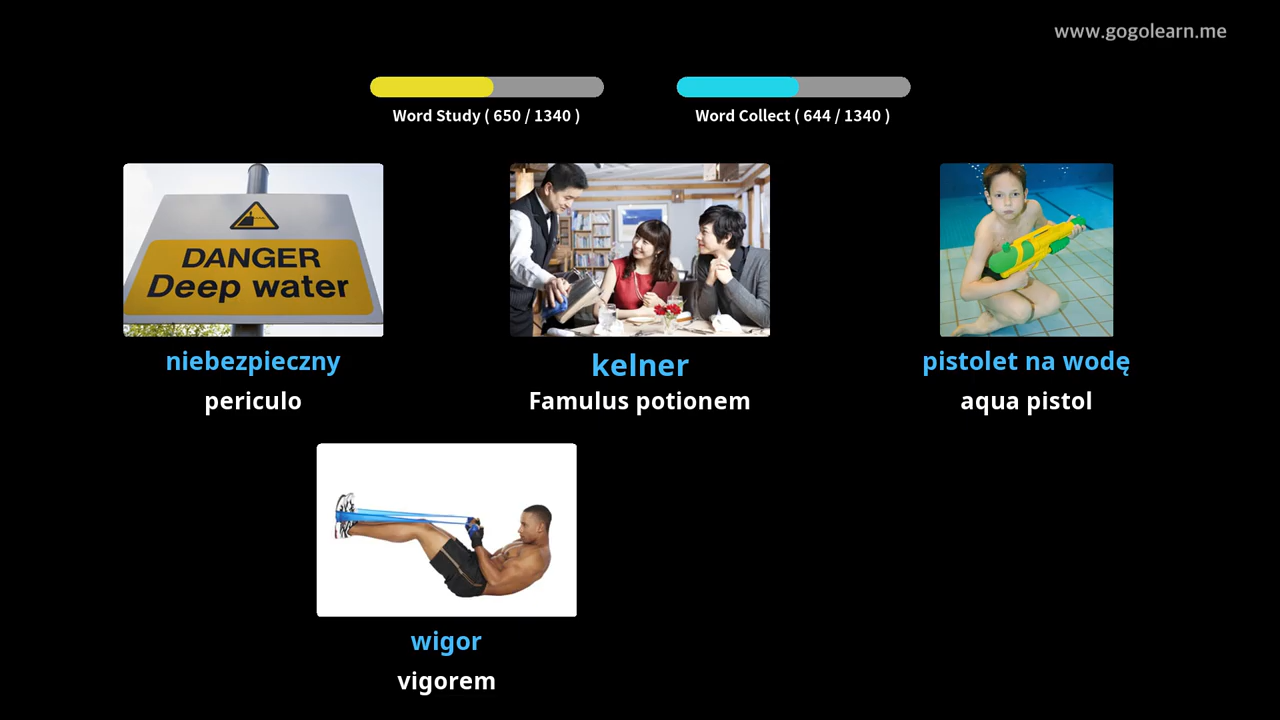 www.gogolearn.me
Word Study ( 650 / 1340 )
Word Collect ( 644 / 1340 )
DANGER
Deep water
niebezpieczny
periculo
kelner
Famulus potionem
pistolet na wodę
aqua pistol
wigor
vigorem